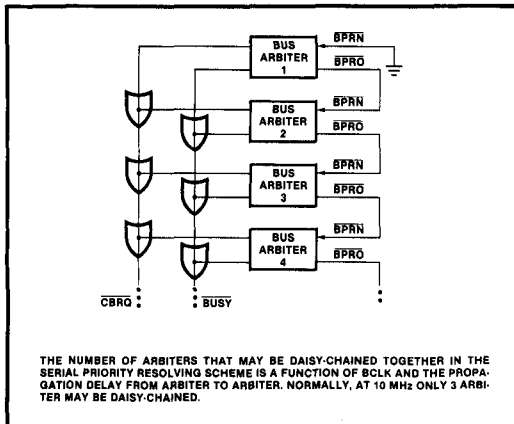 BUS
ARBITER
1
BPRN
BPRO
BUS
ARBITER
2
BPRN
BPRO
BUS
ARBITER
3
BPRN
BPRO
BUS
ARBITER
4
BPRN
BPRO
CBRQ
BUSY
THE NUMBER OF ARBITERS THAT MAY BE DAISY-CHAINED TOGETHER IN THE
SERIAL PRIORITY RESOLVING SCHEME IS A FUNCTION OF BCLK AND THE PROPA-
GATION DELAY FROM ARBITER TO ARBITER. NORMALLY, AT 10 MHz ONLY 3 ARBI-
TER MAY BE DAISY-CHAINED.